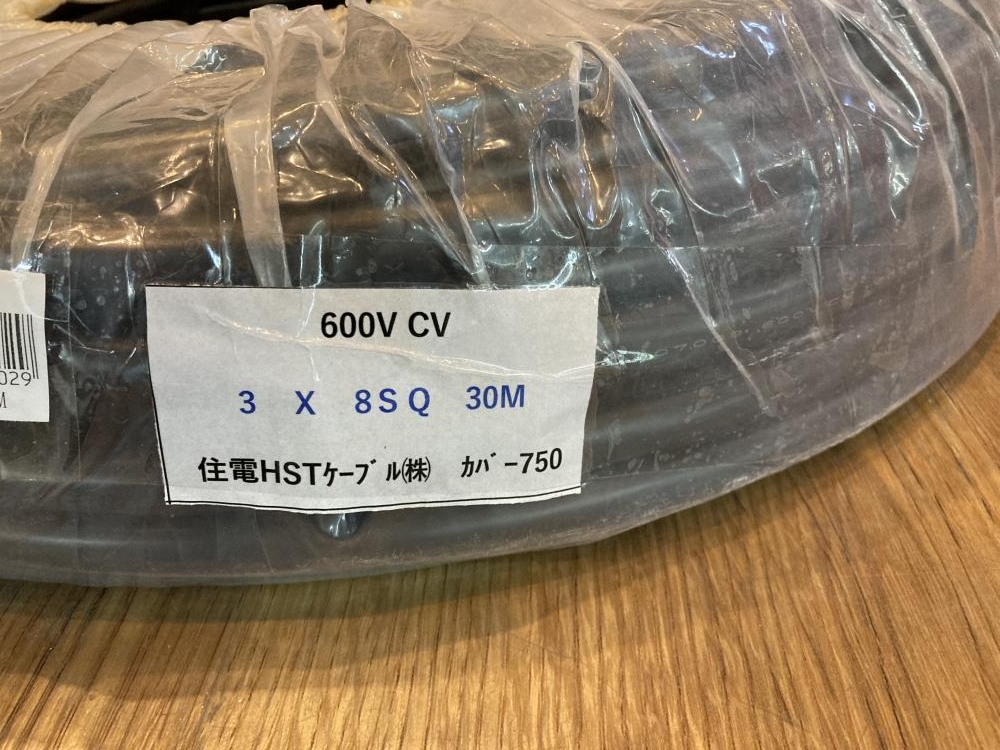 600V CV
3 X 8SQ 30M
住電HSTｹｰﾌﾞﾙ㈱ ｶﾊﾞｰ750
029
M